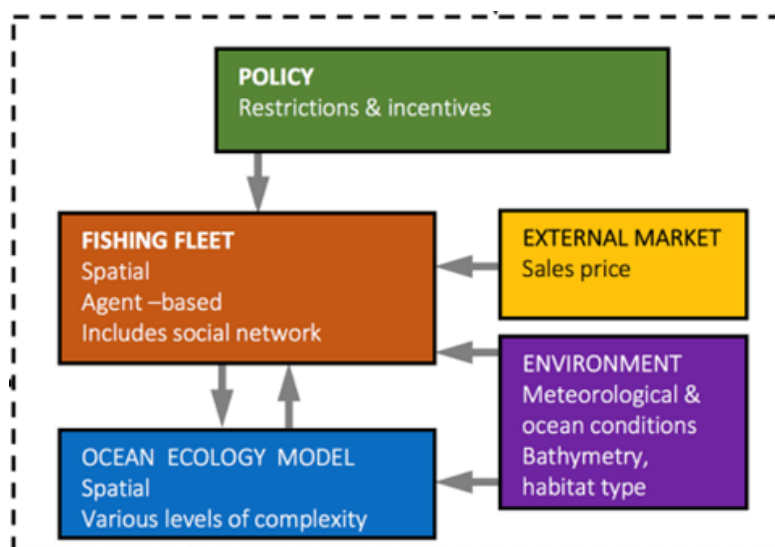 POLICY
Restrictions & incentives
FISHING FLEET
Spatial
Agent –based
Includes social network
EXTERNAL MARKET
Sales price
ENVIRONMENT
Meteorological &
ocean conditions
Bathymetry,
habitat type
OCEAN ECOLOGY MODEL
Spatial
Various levels of complexity